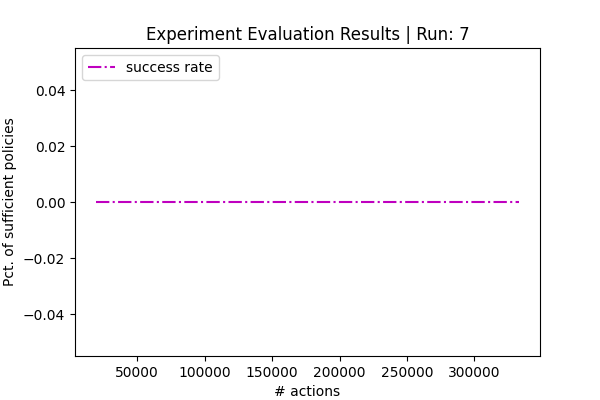 Experiment Evaluation Results | Run: 7
success rate
Pct. of sufficient policies
0.04
0.02
0.00
−0.02
−0.04
50000 100000 150000 200000 250000 300000
# actions